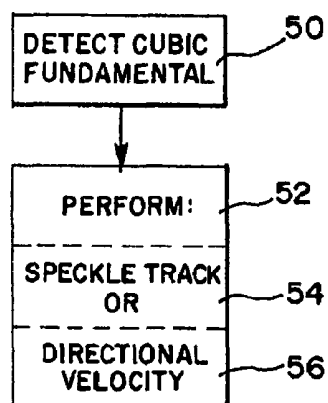 DETECT CUBIC 50
FUNDAMENTAL
PERFORM: 52
SPECKLE TRACK
OR 54
DIRECTIONAL
VELOCITY 56